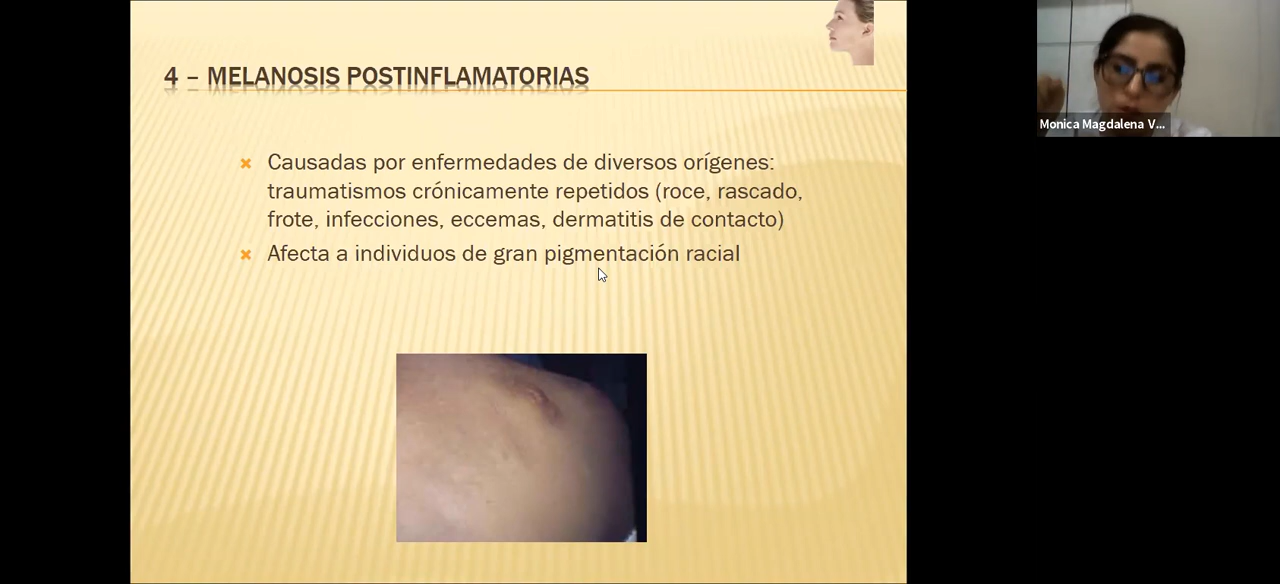 4 – MELANOSIS POSTINFLAMATORIAS
Causadas por enfermedades de diversos orígenes:
traumatismos crónicamente repetidos (roce, rascado,
frote, infecciones, eccemas, dermatitis de contacto)
Afecta a individuos de gran pigmentación racial
Monica Magdalena V...